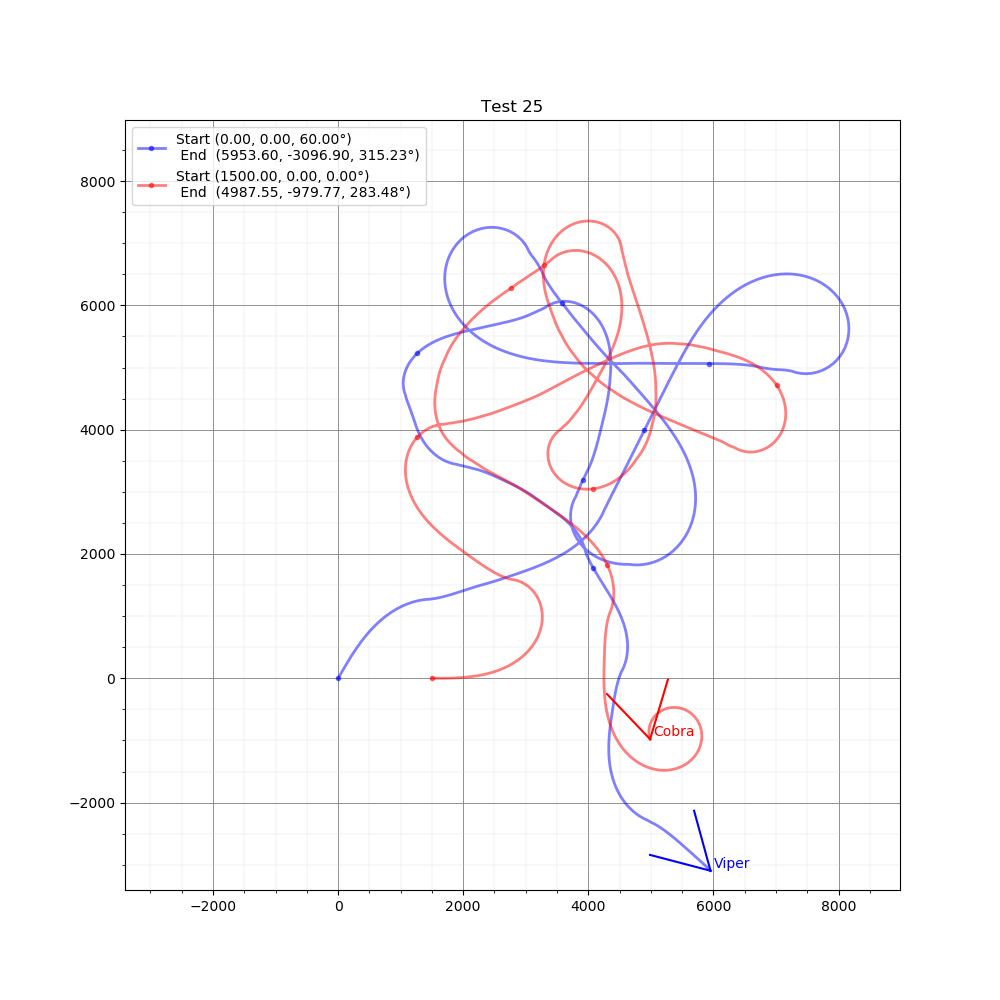 Test 25
Start (0.00, 0.00, 60.00°)
End  (5953.60, -3096.90, 315.23°)
Start (1500.00, 0.00, 0.00°)
End  (4987.55, -979.77, 283.48°)
8000
6000
4000
2000
0
−2000
Cobra
Viper
−2000
0
2000
4000
6000
8000